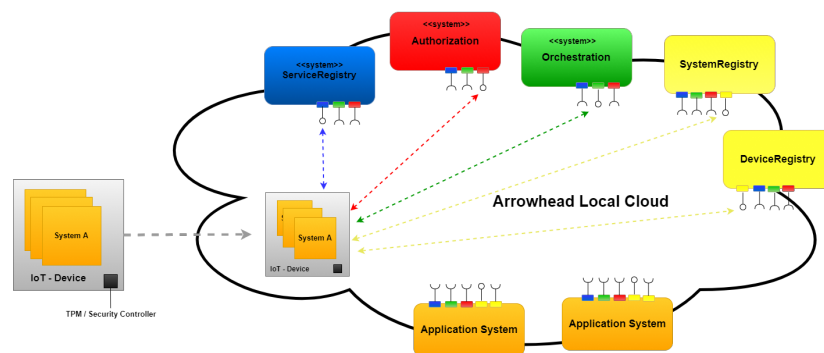 <<system>>
Authorization
<<system>>
ServiceRegistry
<<system>>
Orchestration
SystemRegistry
DeviceRegistry
Arrowhead Local Cloud
System A
IoT - Device
TPM / Security Controller
System A
IoT - Device
Application System
Application System